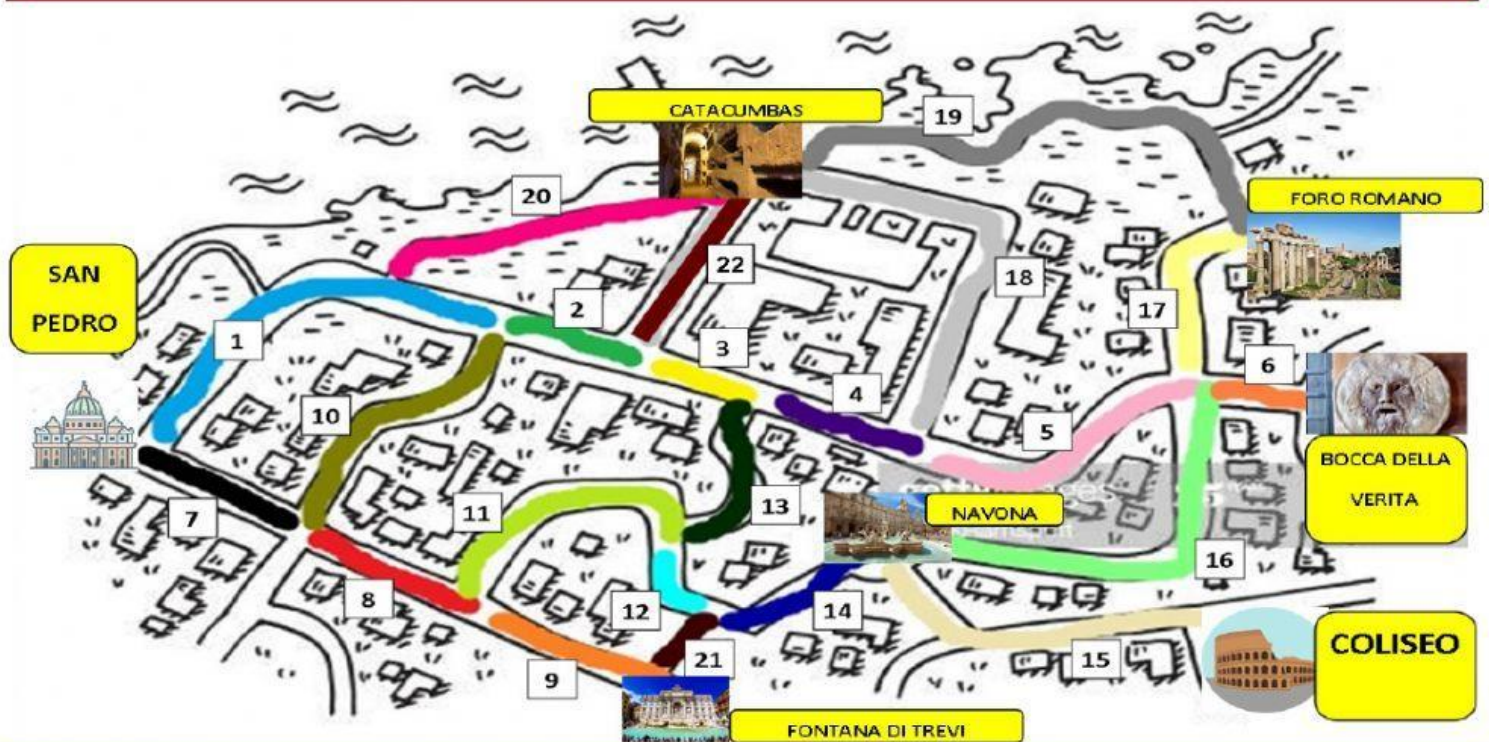 CATACUMBAS
19
20
FORO ROMANO
SAN
PEDRO
22
18
2
17
1
3
6
4
10
5
BOCCA DELLA
VERITA
11
13
NAVONA
7
16
8
12
14
COLISEO
21
15
9
FONTANA DI TREVI